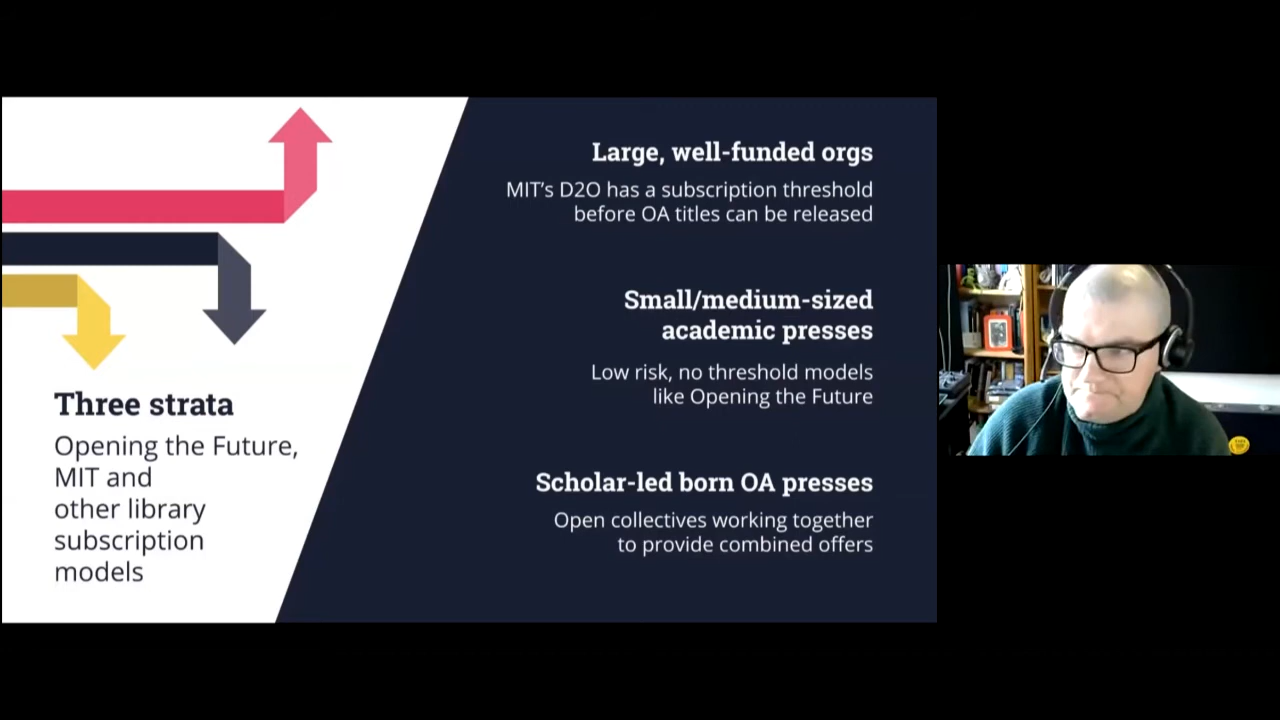 Three strata
Opening the Future,
MIT and
other library
subscription
models
Large, well-funded orgs
MIT's D2O has a subscription threshold
before OA titles can be released
Small/medium-sized
academic presses
Low risk, no threshold models
like Opening the Future
Scholar-led born OA presses
Open collectives working together
to provide combined offers